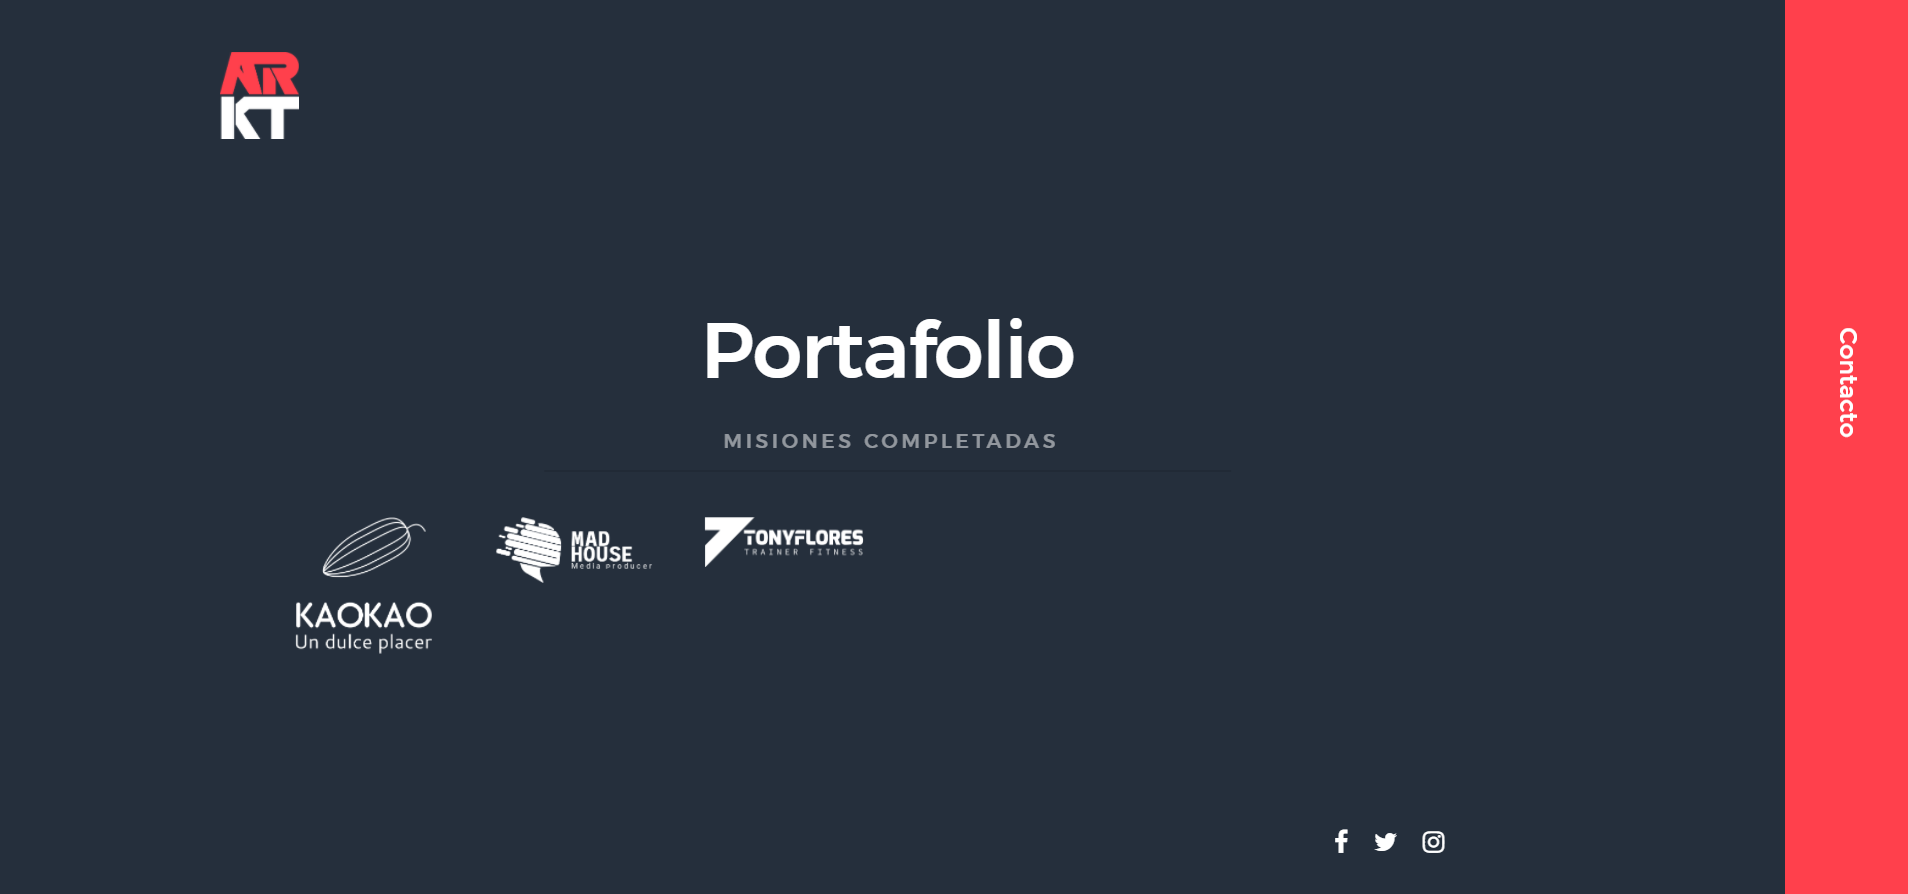 AR
KT
Portafolio
MISIONES COMPLETADAS
KAOKAO
Un dulce placer
MAD
HOUSE
Media producer
TONYFLORES
TRAINER FITNESS
Contacto